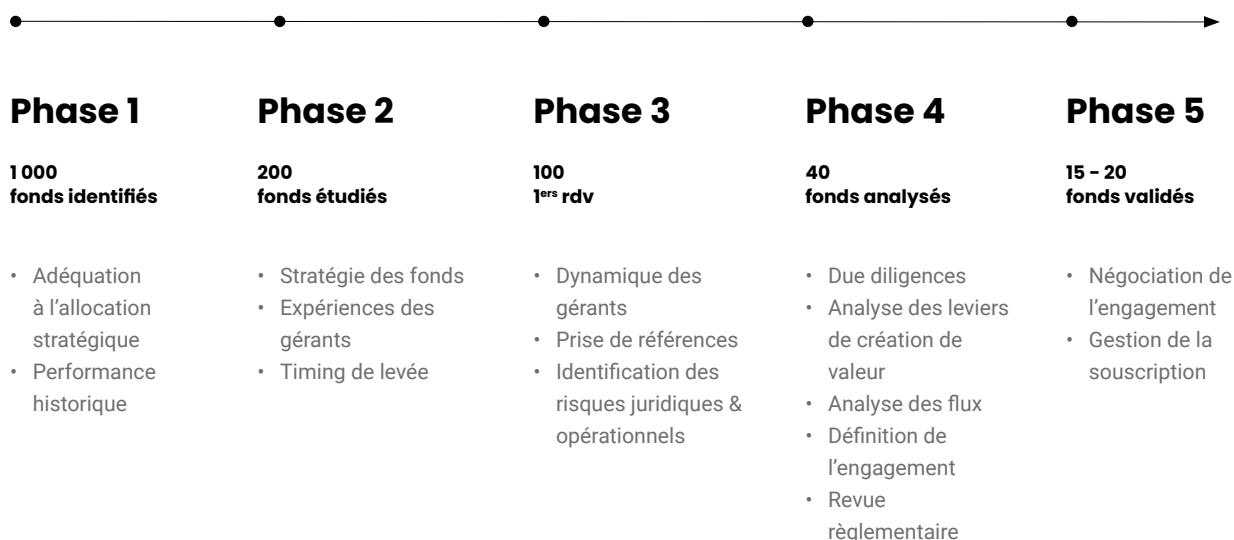 Phase 1
1 000
fonds identifiés
• Adéquation
à l’allocation
stratégique
• Performance
historique
Phase 2
200
fonds étudiés
• Stratégie des fonds
• Expériences des
gérants
• Timing de levée
Phase 3
100
1ers rdv
• Dynamique des
gérants
• Prise de références
• Identification des
risques juridiques &
opérationnels
Phase 4
40
fonds analysés
• Due diligences
• Analyse des leviers
de création de
valeur
• Analyse des flux
• Définition de
l’engagement
• Revue
règlementaire
Phase 5
15 – 20
fonds validés
• Négociation de
l’engagement
• Gestion de la
souscription